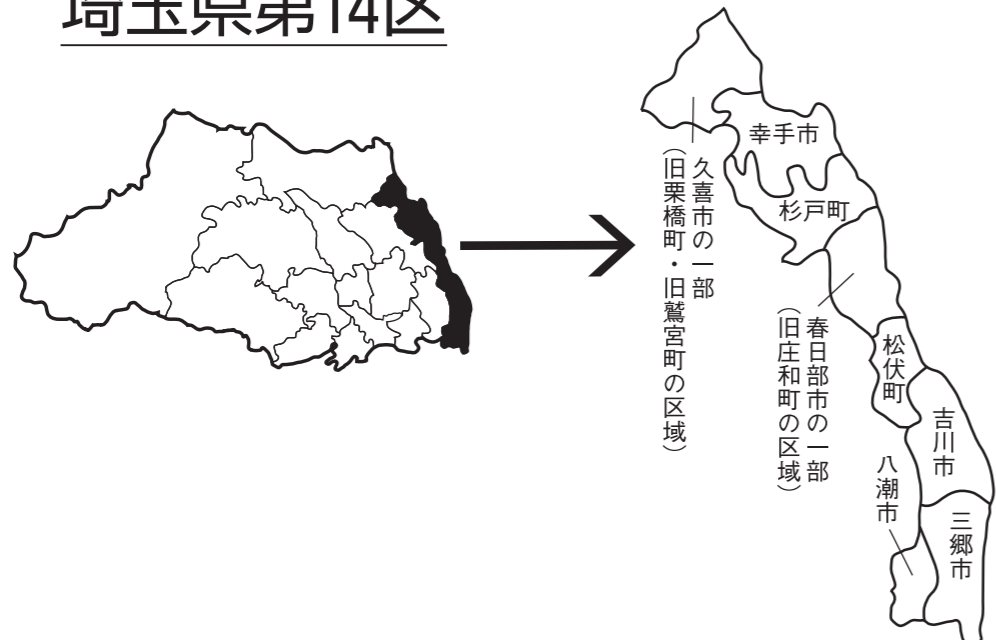 埼玉県第14区
幸手市
久喜市の一部
（旧栗橋町・旧鷲宮町の区域）
杉戸町
春日部市の一部
（旧庄和町の区域）
松伏町
吉川市
八潮市
三郷市